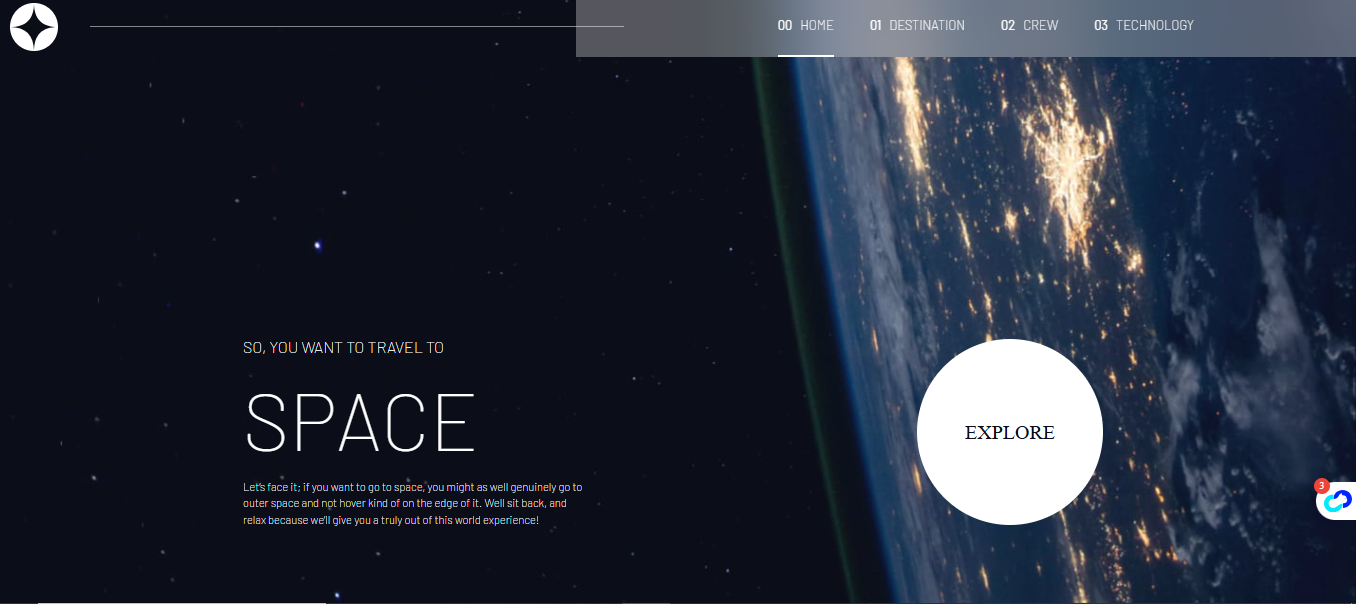 00 HOME 01 DESTINATION 02 CREW 03 TECHNOLOGY
SO, YOU WANT TO TRAVEL TO
SPACE
Let's face it; if you want to go to space, you might as well genuinely go to
outer space and not hover kind of on the edge of it. Well sit back, and
relax because we'll give you a truly out of this world experience!
EXPLORE
3